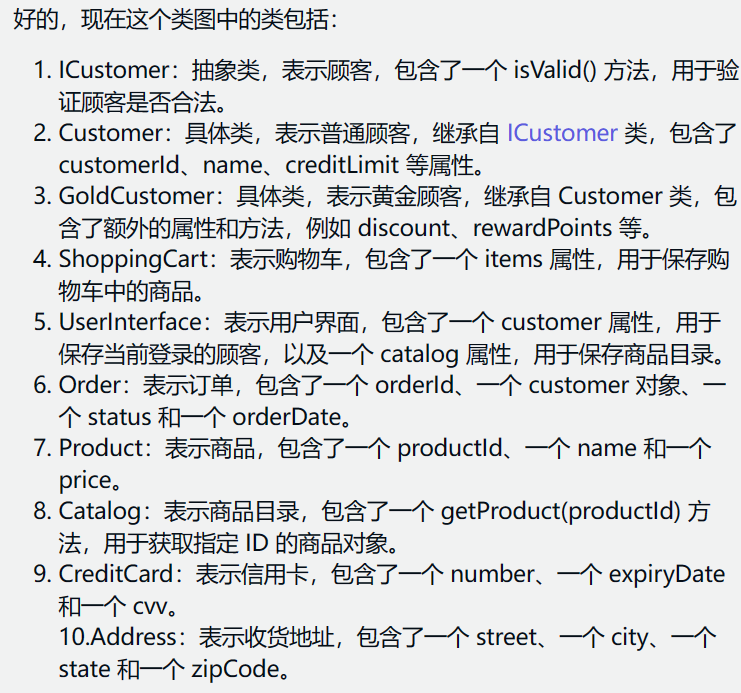 好的，现在这个类图中的类包括：
1. ICustomer：抽象类，表示顾客，包含了一个 isValid() 方法，用于验
证顾客是否合法。
2. Customer：具体类，表示普通顾客，继承自 ICustomer 类，包含了
customerId、name、creditLimit 等属性。
3. GoldCustomer：具体类，表示黄金顾客，继承自 Customer 类，包
含了额外的属性和方法，例如 discount、rewardPoints 等。
4. ShoppingCart：表示购物车，包含了一个 items 属性，用于保存购
物车中的商品。
5. UserInterface：表示用户界面，包含了一个 customer 属性，用于
保存当前登录的顾客，以及一个 catalog 属性，用于保存商品目录。
6. Order：表示订单，包含了一个 orderId、一个 customer 对象、一
个 status 和一个 orderDate。
7. Product：表示商品，包含了一个 productId、一个 name 和一个
price。
8. Catalog：表示商品目录，包含了一个 getProduct(productId) 方
法，用于获取指定 ID 的商品对象。
9. CreditCard：表示信用卡，包含了一个 number、一个 expiryDate
和一个 cvv。
10.Address：表示收货地址，包含了一个 street、一个 city、一个
state 和一个 zipCode。